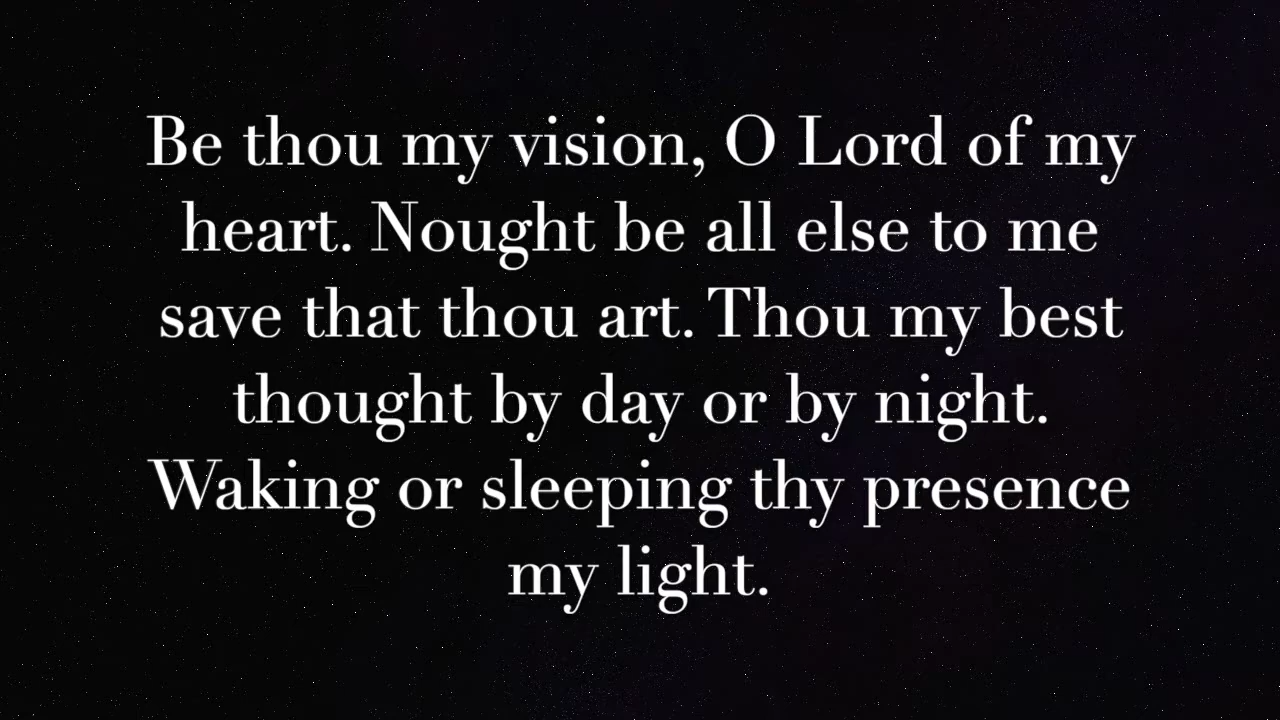 Be thou my vision, O Lord of my
heart. Nought be all else to me
save that thou art. Thou my best
thought by day or by night.
Waking or sleeping thy presence
my light.